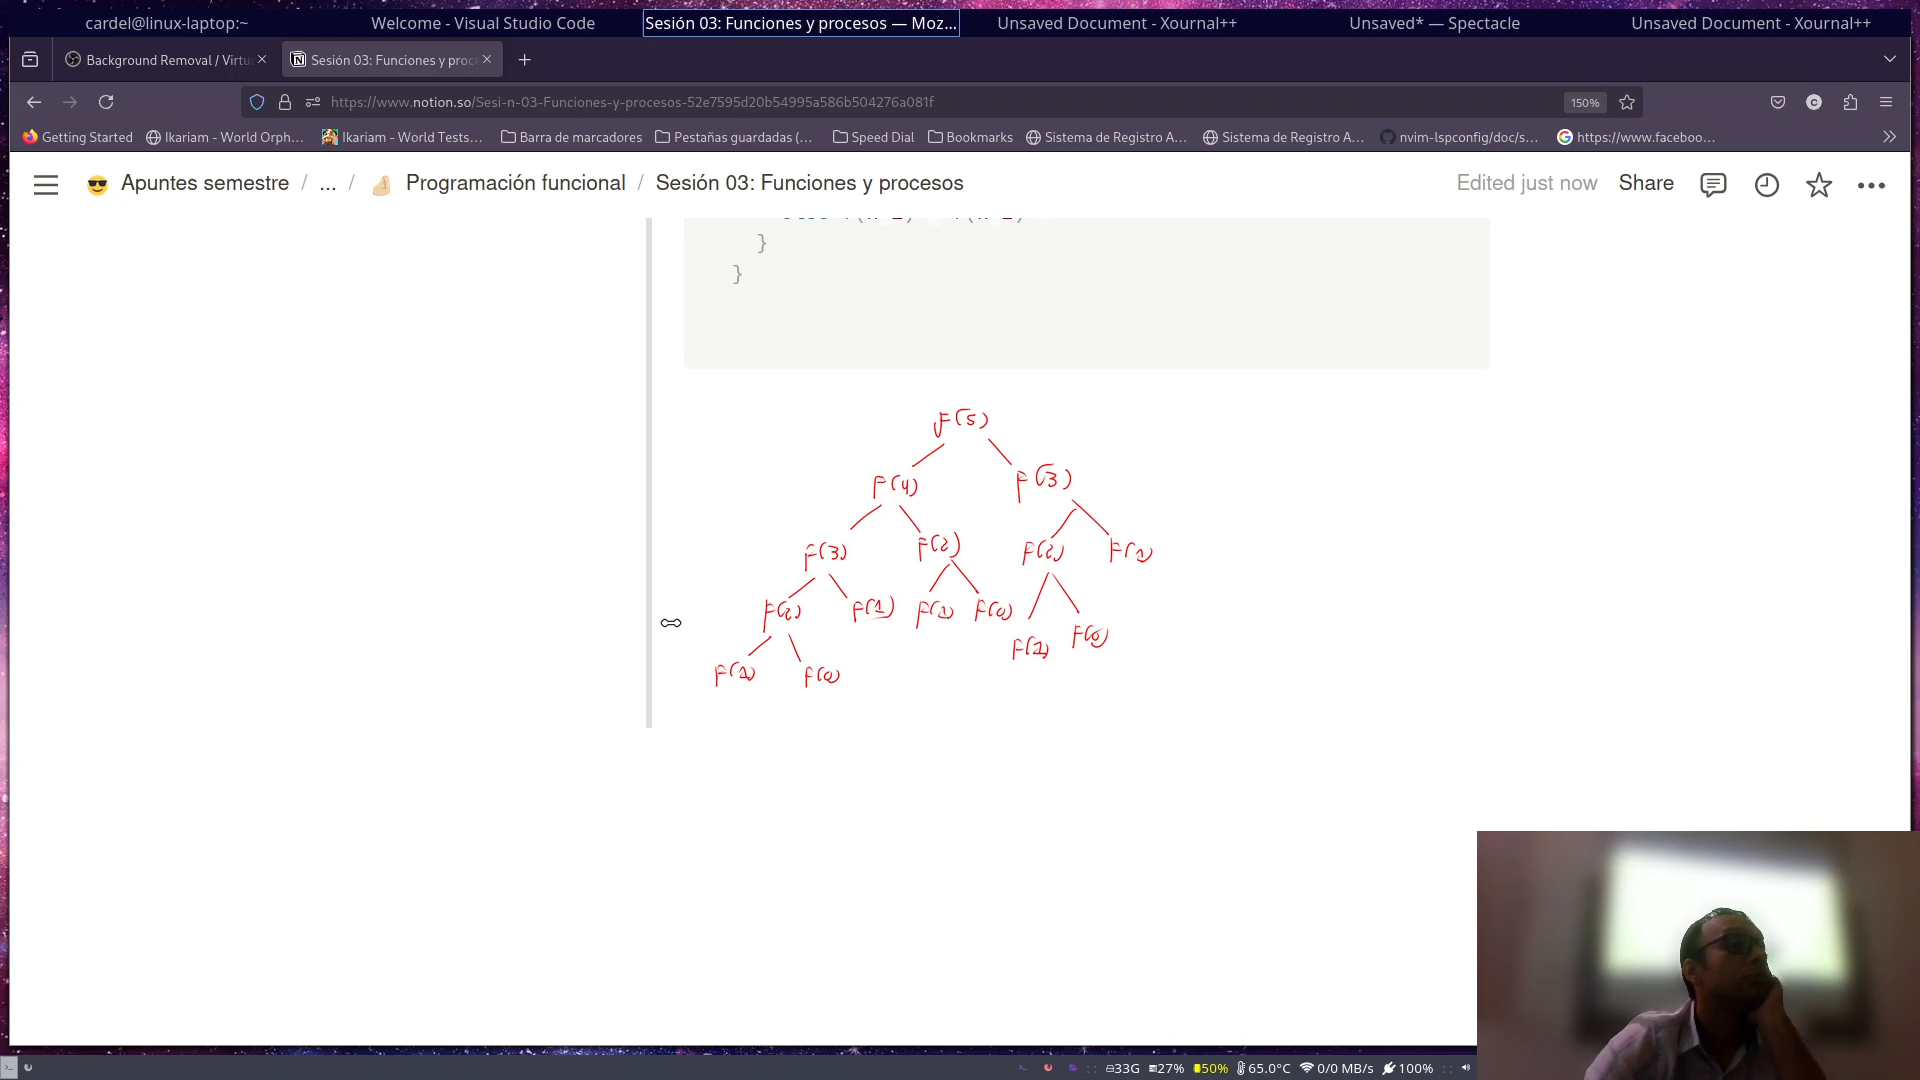 cardel@linux-laptop:~ Welcome - Visual Studio Code Sesión 03: Funciones y procesos — Moz... Unsaved Document - Xournal++ Unsaved* — Spectacle Unsaved Document - Xournal++
Background Removal / Virtu Sesión 03: Funciones y proc
https://www.notion.so/Sesi-n-03-Funciones-y-procesos-52e7595d20b54995a586b504276a081f 150%
Getting Started Ikariam - World Orph... Ikariam - World Tests... Barra de marcadores Pestañas guardadas (... Speed Dial Bookmarks Sistema de Registro A... Sistema de Registro A... nvim-lspconfig/doc/s... https://www.faceboo...
Apuntes semestre / ... / Programación funcional / Sesión 03: Funciones y procesos Edited just now Share
}
}
F(5)
F(4) F(3)
F(3) F(2) F(2) F(1)
F(2) F(1) F(1) F(0) F(1) F(0)
F(1) F(0)
33G 27% 50% 65.0°C 0/0 MB/s 100%